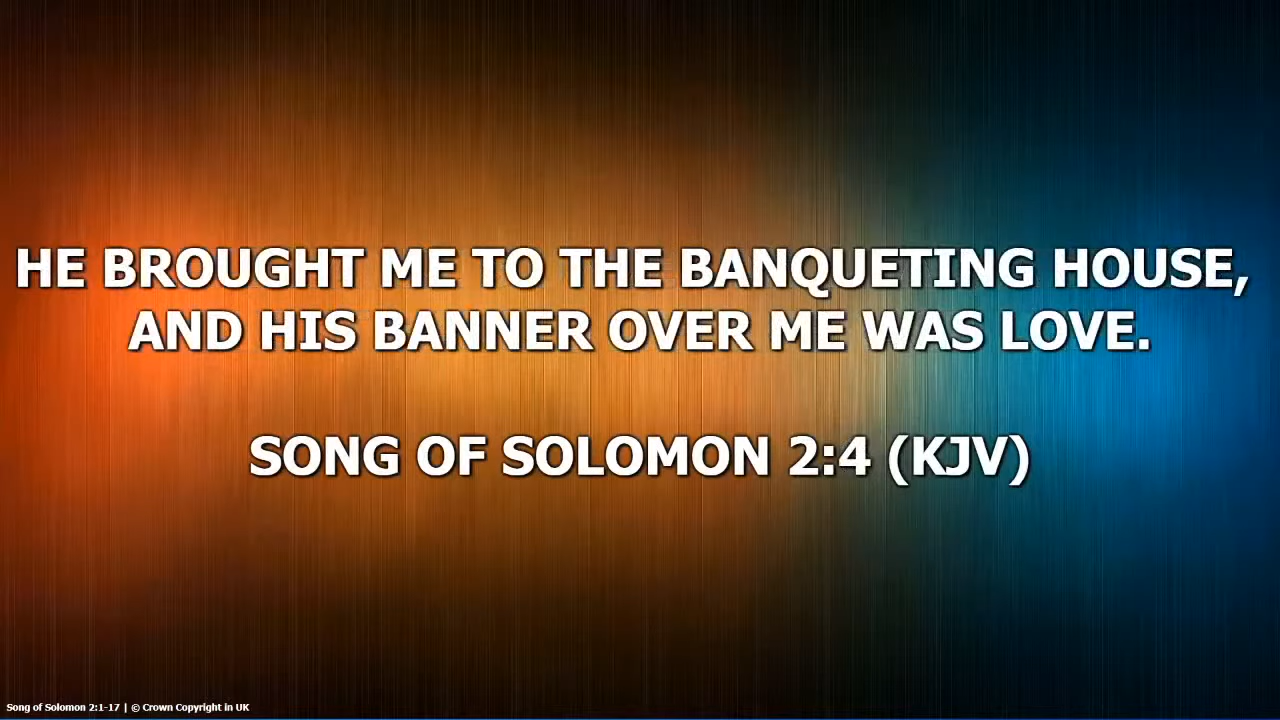 HE BROUGHT ME TO THE BANQUETING HOUSE,
AND HIS BANNER OVER ME WAS LOVE.
SONG OF SOLOMON 2:4 (KJV)
Song of Solomon 2:1-17 | © Crown Copyright in UK